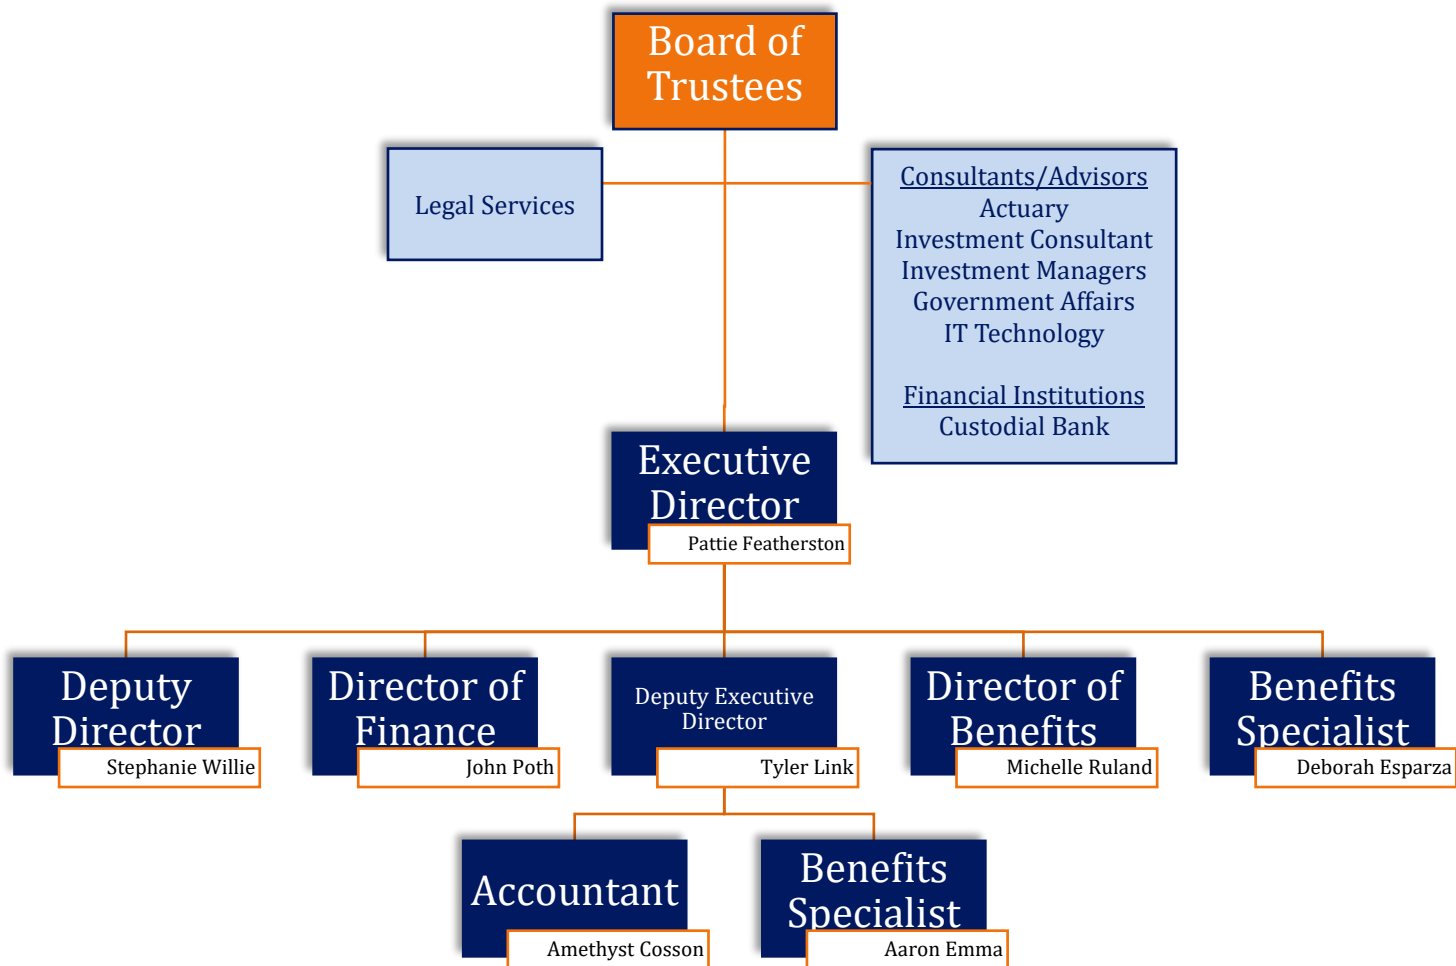 Board of
Trustees
Legal Services
Consultants/Advisors
Actuary
Investment Consultant
Investment Managers
Government Affairs
IT Technology
Financial Institutions
Custodial Bank
Executive
Director
Pattie Featherston
Deputy
Director
Stephanie Willie
Director of
Finance
John Poth
Deputy Executive
Director
Tyler Link
Director of
Benefits
Michelle Ruland
Benefits
Specialist
Deborah Esparza
Accountant
Amethyst Cosson
Benefits
Specialist
Aaron Emma